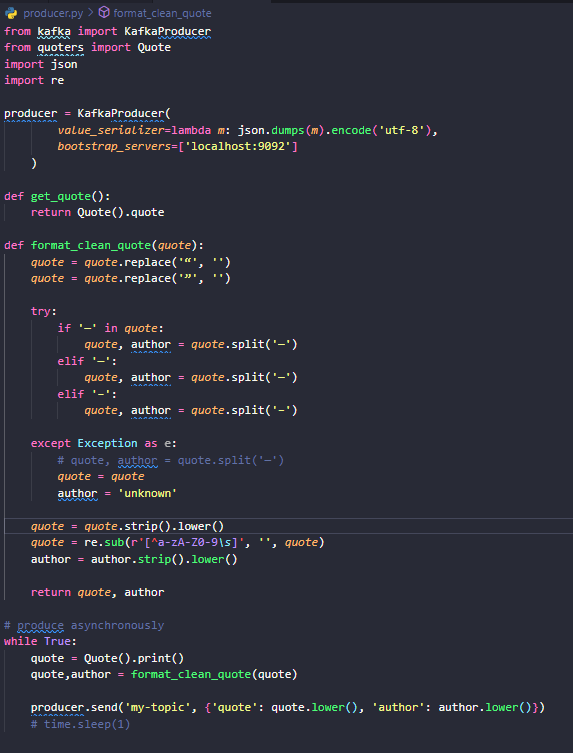 producer.py > format_clean_quote
from kafka import KafkaProducer
from quoters import Quote
import json
import re
producer = KafkaProducer(
value_serializer=lambda m: json.dumps(m).encode('utf-8'),
bootstrap_servers=['localhost:9092']
)
def get_quote():
return Quote().quote
def format_clean_quote(quote):
quote = quote.replace('“', '')
quote = quote.replace('”', '')
try:
if '—' in quote:
quote, author = quote.split('—')
elif '—':
quote, author = quote.split('—')
elif '–':
quote, author = quote.split('–')
except Exception as e:
# quote, author = quote.split('—')
quote = quote
author = 'unknown'
quote = quote.strip().lower()
quote = re.sub(r'[^a-zA-Z0-9\s]', '', quote)
author = author.strip().lower()
return quote, author
# produce asynchronously
while True:
quote = Quote().print()
quote,author = format_clean_quote(quote)
producer.send('my-topic', {'quote': quote.lower(), 'author': author.lower()})
# time.sleep(1)